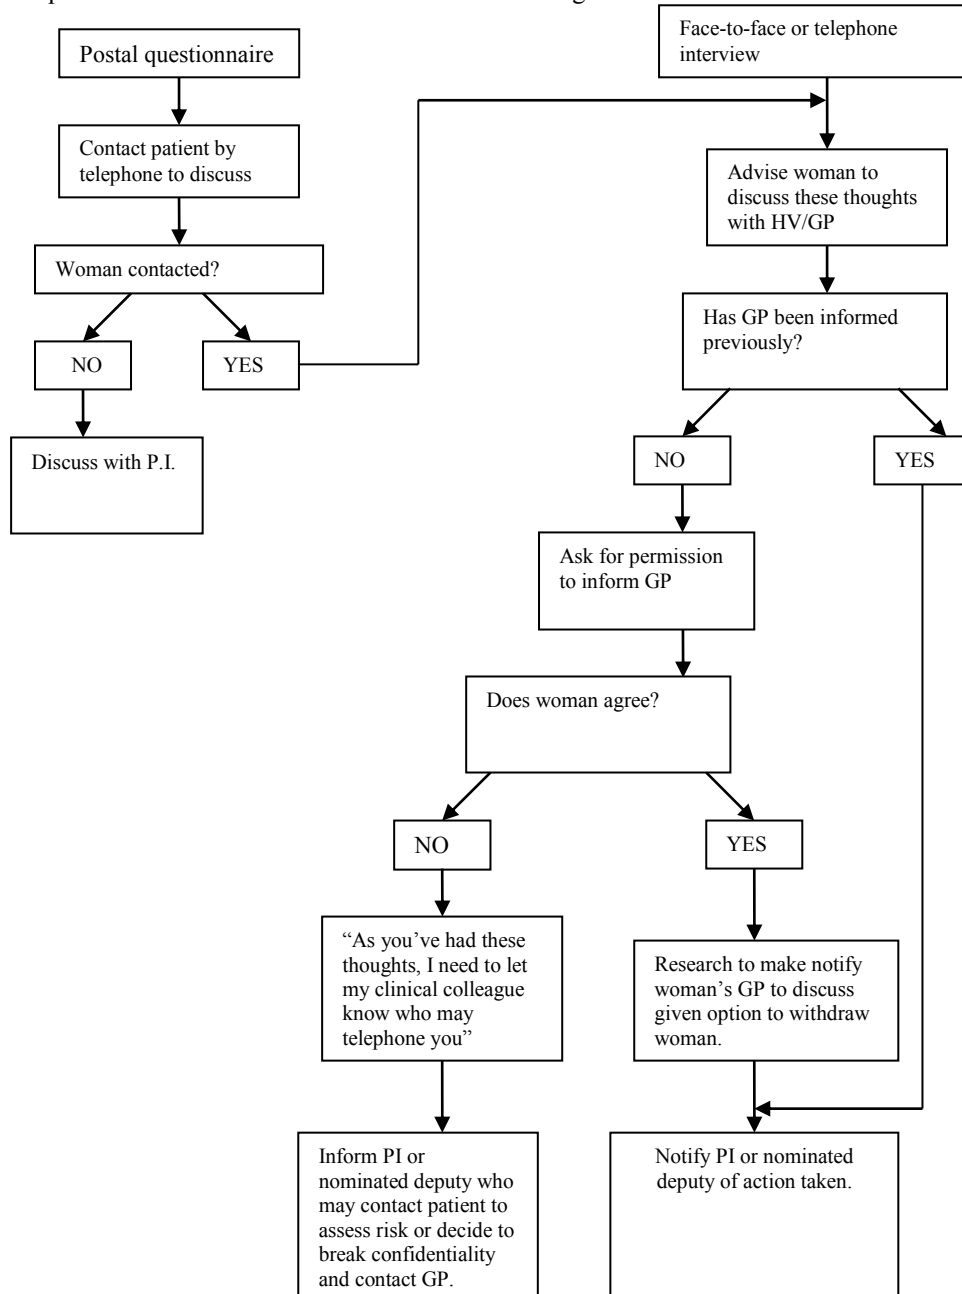 Postal questionnaire
Contact patient by
telephone to discuss
Woman contacted?
NO
YES
Discuss with P.I.
Face-to-face or telephone
interview
Advise woman to
discuss these thoughts
with HV/GP
Has GP been informed
previously?
NO
YES
Ask for permission
to inform GP
Does woman agree?
NO
YES
“As you’ve had these
thoughts, I need to let
my clinical colleague
know who may
telephone you”
Research to make notify
woman’s GP to discuss
given option to withdraw
woman.
Inform PI or
nominated deputy who
may contact patient to
assess risk or decide to
break confidentiality
and contact GP.
Notify PI or nominated
deputy of action taken.